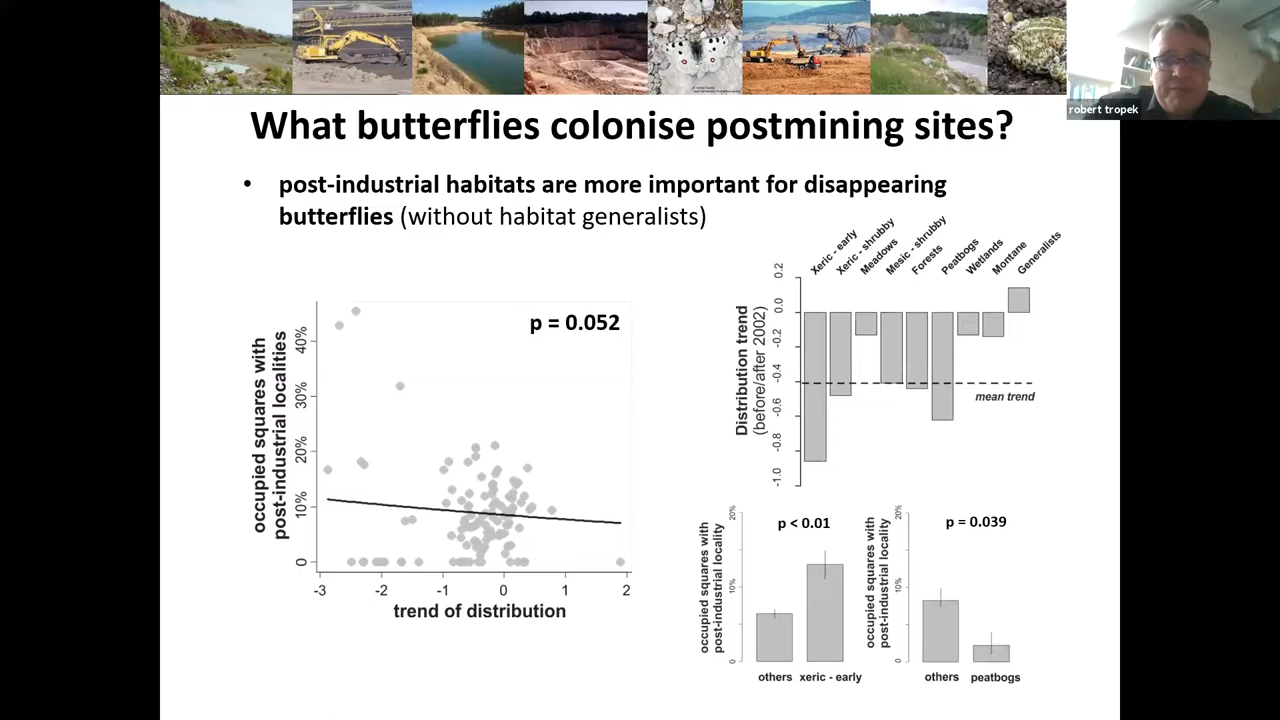 robert tropek
What butterflies colonise postmining sites?
• post-industrial habitats are more important for disappearing
butterflies (without habitat generalists)
p = 0.052
occupied squares with
post-industrial localities
40%
30%
20%
10%
0
-3 -2 -1 0 1 2
trend of distribution
Xeric - early
Xeric - shrubby
Meadows
Mesic - shrubby
Forests
Peatbogs
Wetlands
Montane
Generalists
Distribution trend
(before/after 2002)
0.2
0.0
-0.2
-0.4
-0.6
-0.8
-1.0
mean trend
p < 0.01
occupied squares with
post-industrial locality
20%
10%
0
others xeric - early
p = 0.039
occupied squares with
post-industrial locality
20%
10%
0
others peatbogs